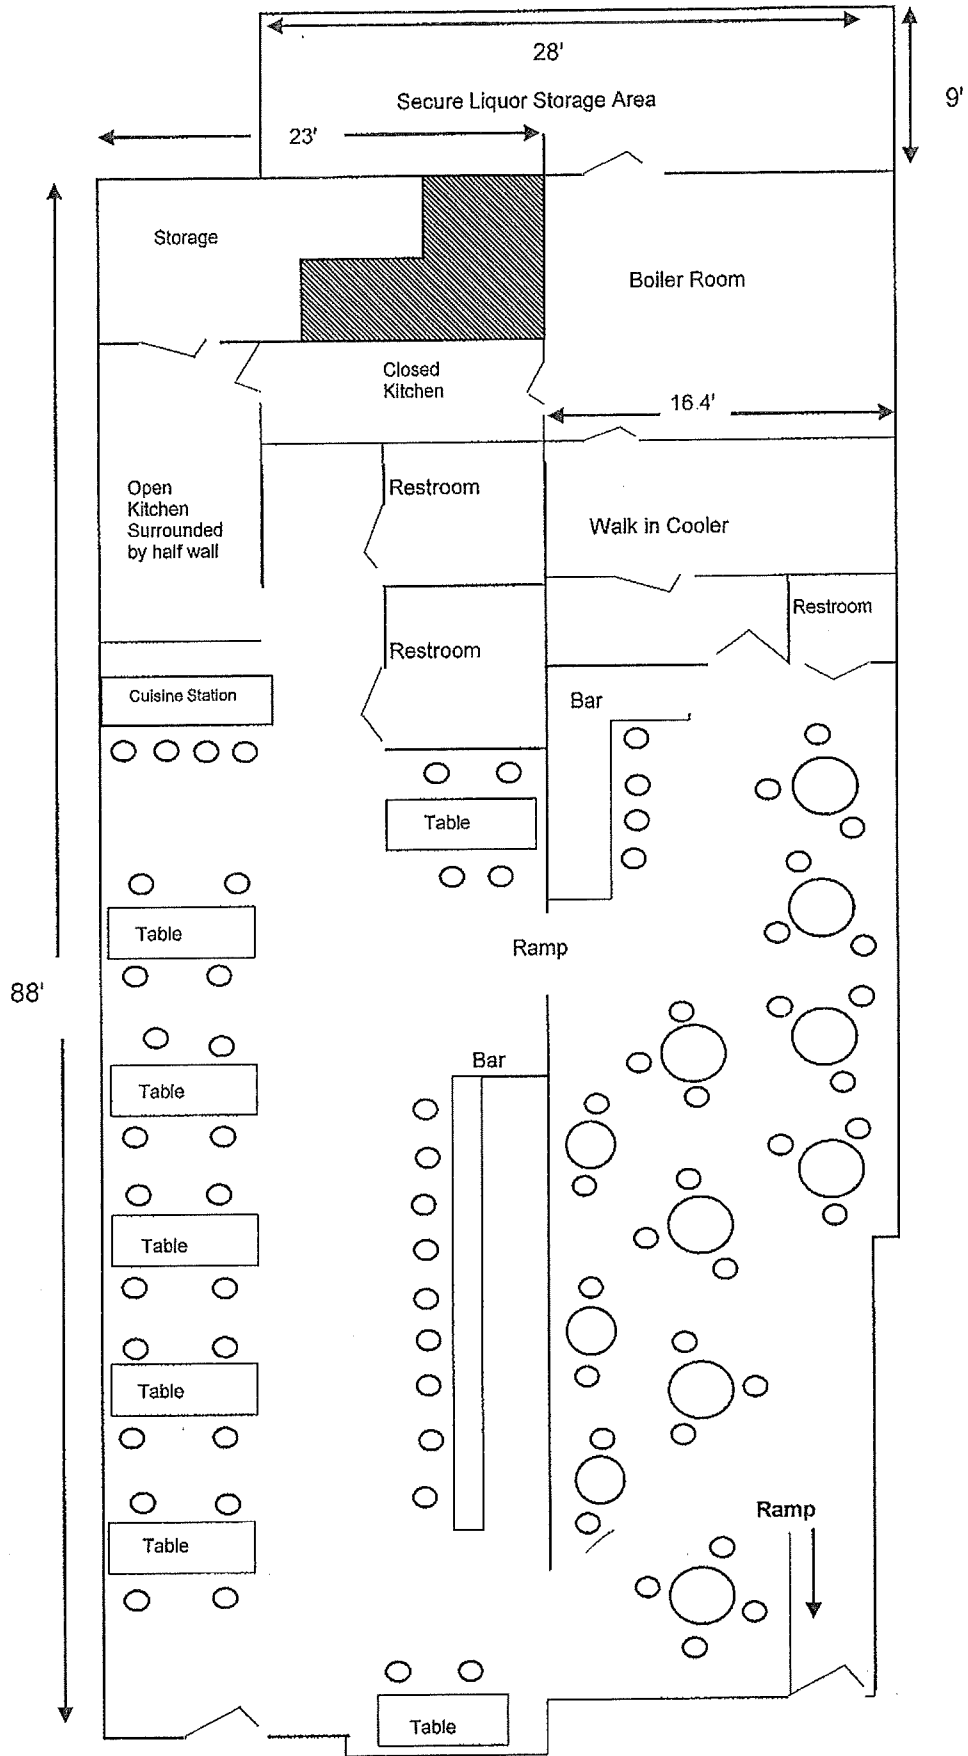 28'
9'
Secure Liquor Storage Area
23'
Storage
Boiler Room
Closed
Kitchen
16.4'
Open
Kitchen
Surrounded
by half wall
Restroom
Walk in Cooler
Restroom
Restroom
Cuisine Station
Bar
Table
Table
Ramp
88'
Bar
Table
Table
Table
Ramp
Table
Table